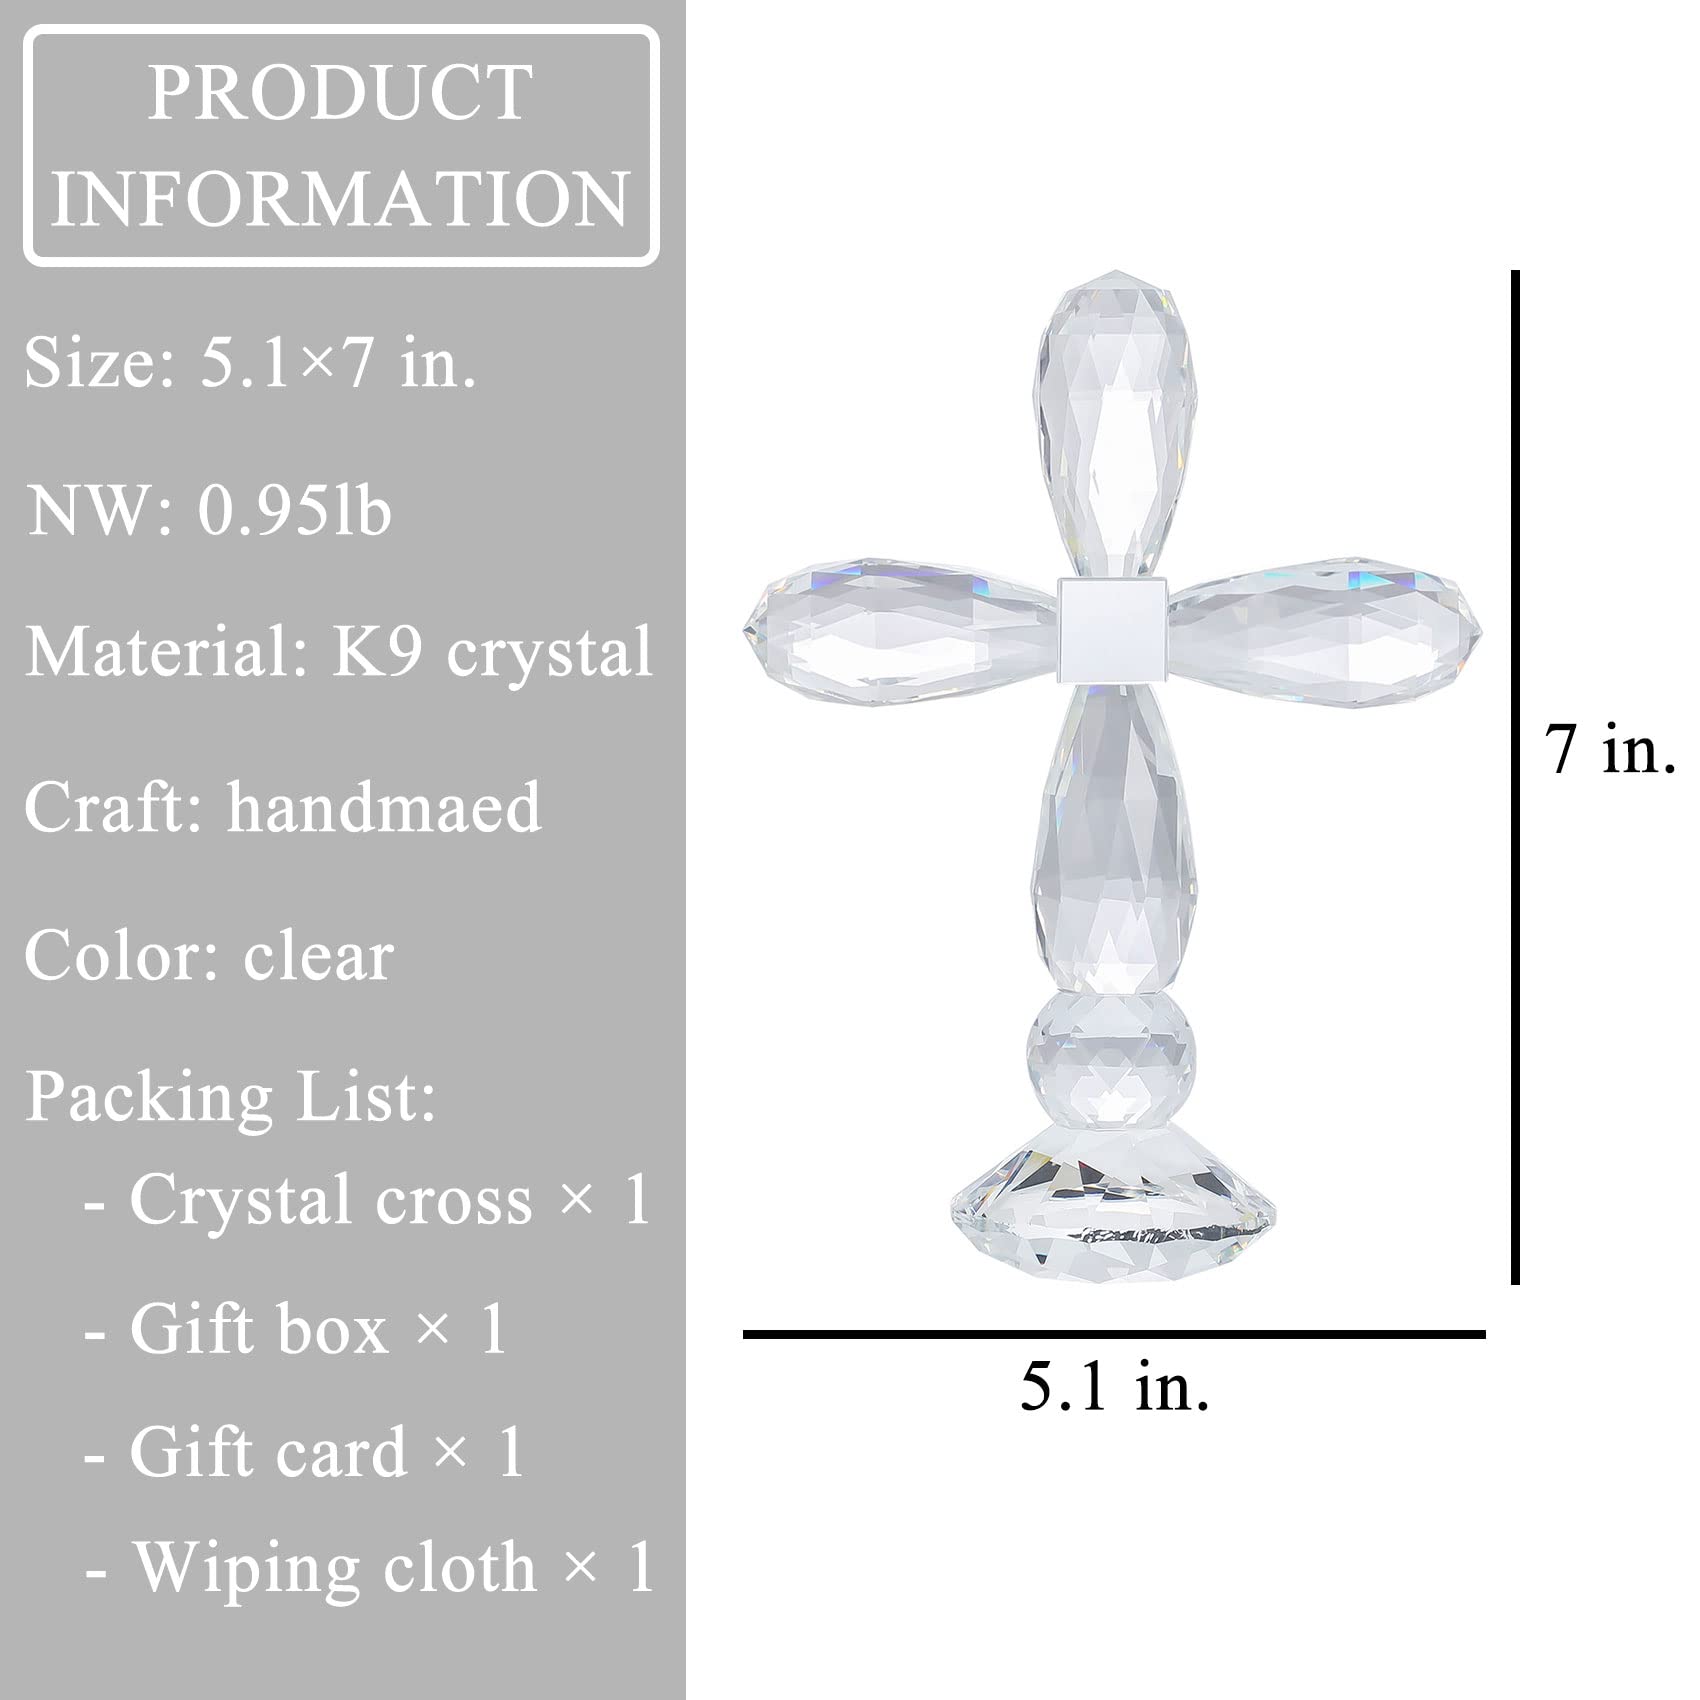 PRODUCT
INFORMATION
Size: 5.1×7 in.
NW: 0.95lb
Material: K9 crystal
Craft: handmaed
Color: clear
Packing List:
- Crystal cross × 1
- Gift box × 1
- Gift card × 1
- Wiping cloth × 1
7 in.
5.1 in.